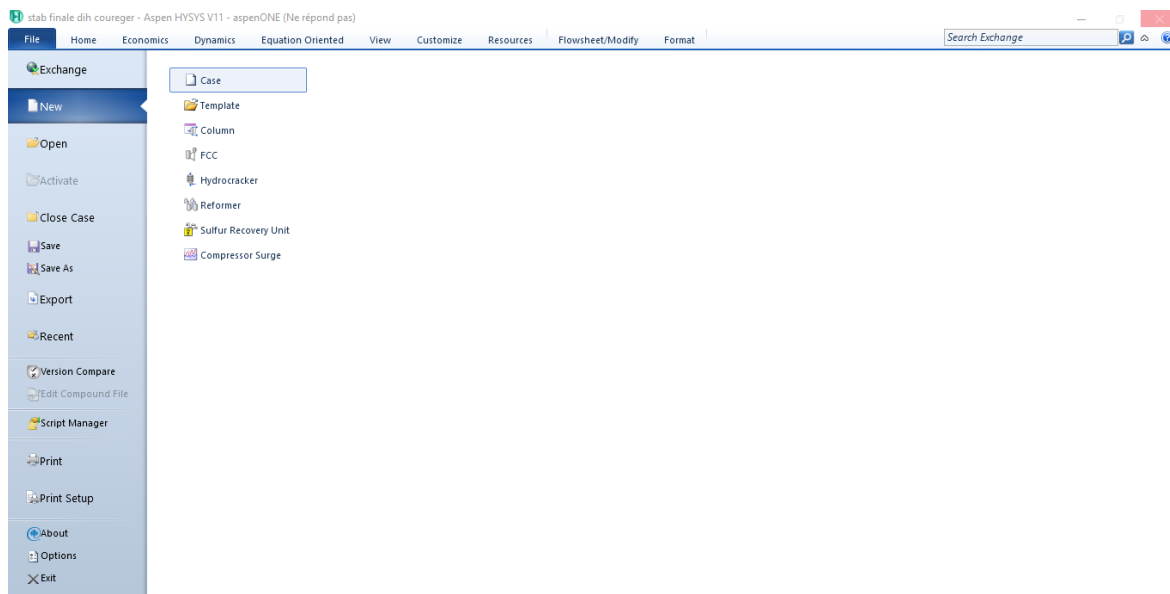 stab finale dih coureger - Aspen HYSYS V11 - aspenONE (Ne répond pas)
File Home Economics Dynamics Equation Oriented View Customize Resources Flowsheet/Modify Format Search Exchange
Exchange
New
Open
Activate
Close Case
Save
Save As
Export
Recent
Version Compare
Edit Compound File
Script Manager
Print
Print Setup
About
Options
Exit
Case
Template
Column
FCC
Hydrocracker
Reformer
Sulfur Recovery Unit
Compressor Surge